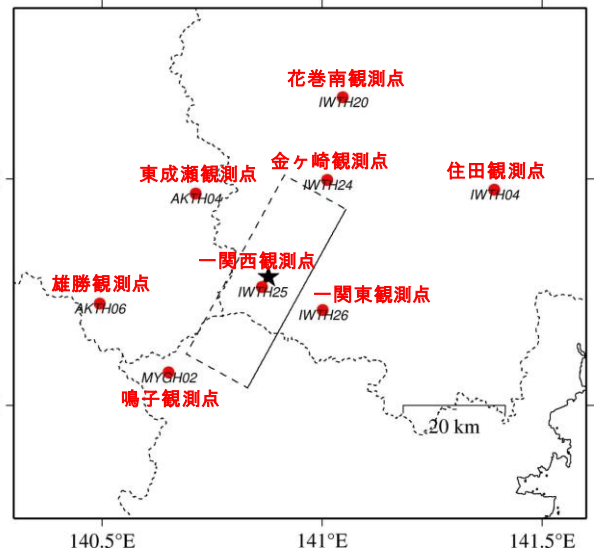 花巻南観測点
IWTH20
金ヶ崎観測点
IWTH24
住田観測点
IWTH04
東成瀬観測点
AKTH04
一関西観測点
IWTH25
一関東観測点
IWTH26
雄勝観測点
AKTH06
MYGH02
鳴子観測点
20 km
140.5°E
141°E
141.5°E